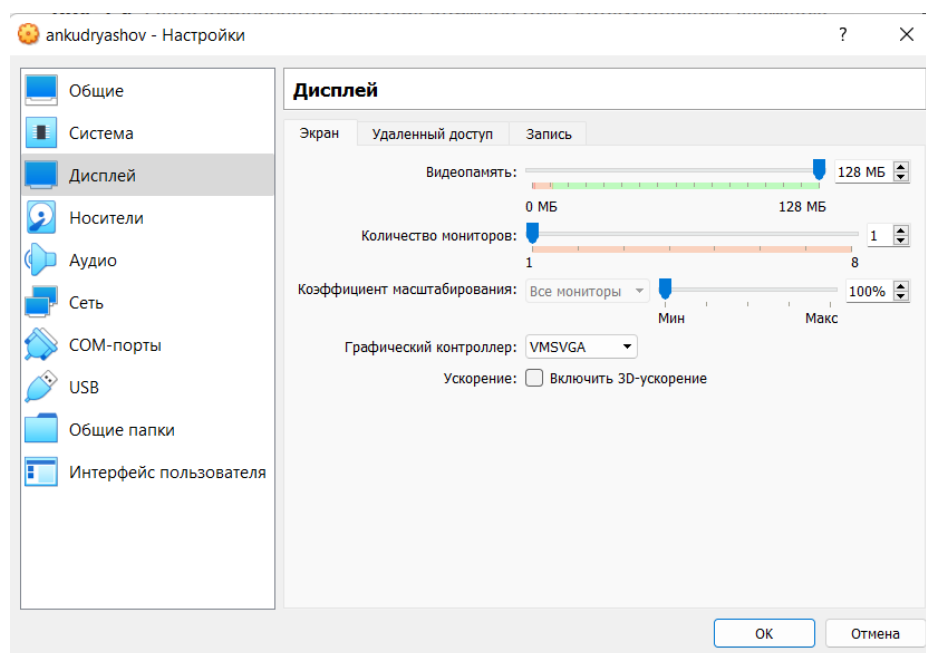 ankudryashov - Настройки ?
Общие
Система
Дисплей
Носители
Аудио
Сеть
COM-порты
USB
Общие папки
Интерфейс пользователя
Дисплей
Экран Удаленный доступ Запись
Видеопамять: 128 МБ
0 МБ 128 МБ
Количество мониторов: 1
1 8
Коэффициент масштабирования: Все мониторы 100%
Мин Макс
Графический контроллер: VMSVGA
Ускорение: Включить 3D-ускорение
ОК Отмена